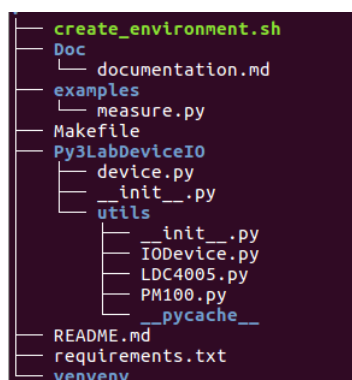 create_environment.sh
Doc
documentation.md
examples
measure.py
Makefile
Py3LabDeviceIO
device.py
__init__.py
utils
__init__.py
IODevice.py
LDC4005.py
PM100.py
__pycache__
README.md
requirements.txt
venvenv